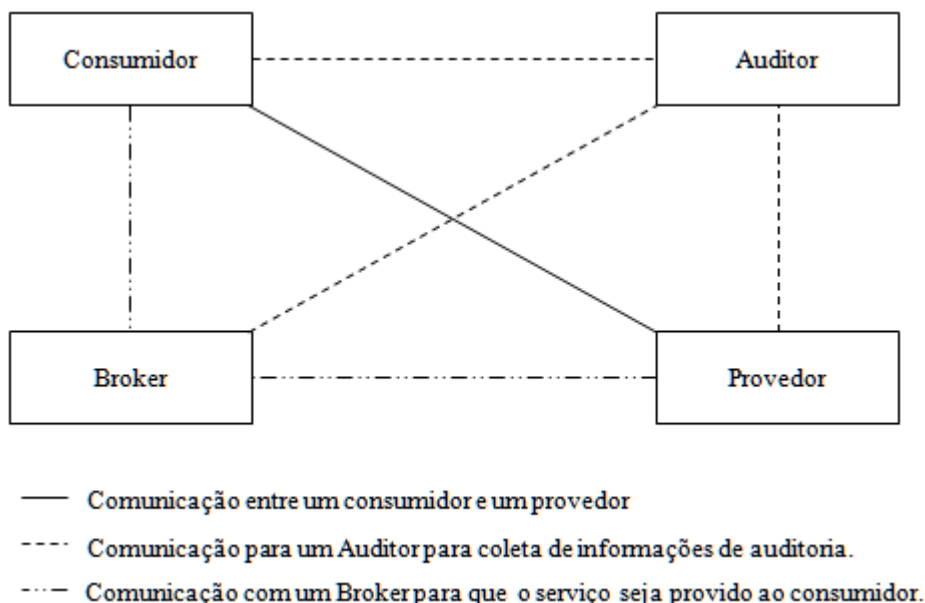 Consumidor
Auditor
Broker
Provedor
Comunicação entre um consumidor e um provedor
Comunicação para um Auditor para coleta de informações de auditoria.
Comunicação com um Broker para que o serviço seja provido ao consumidor.